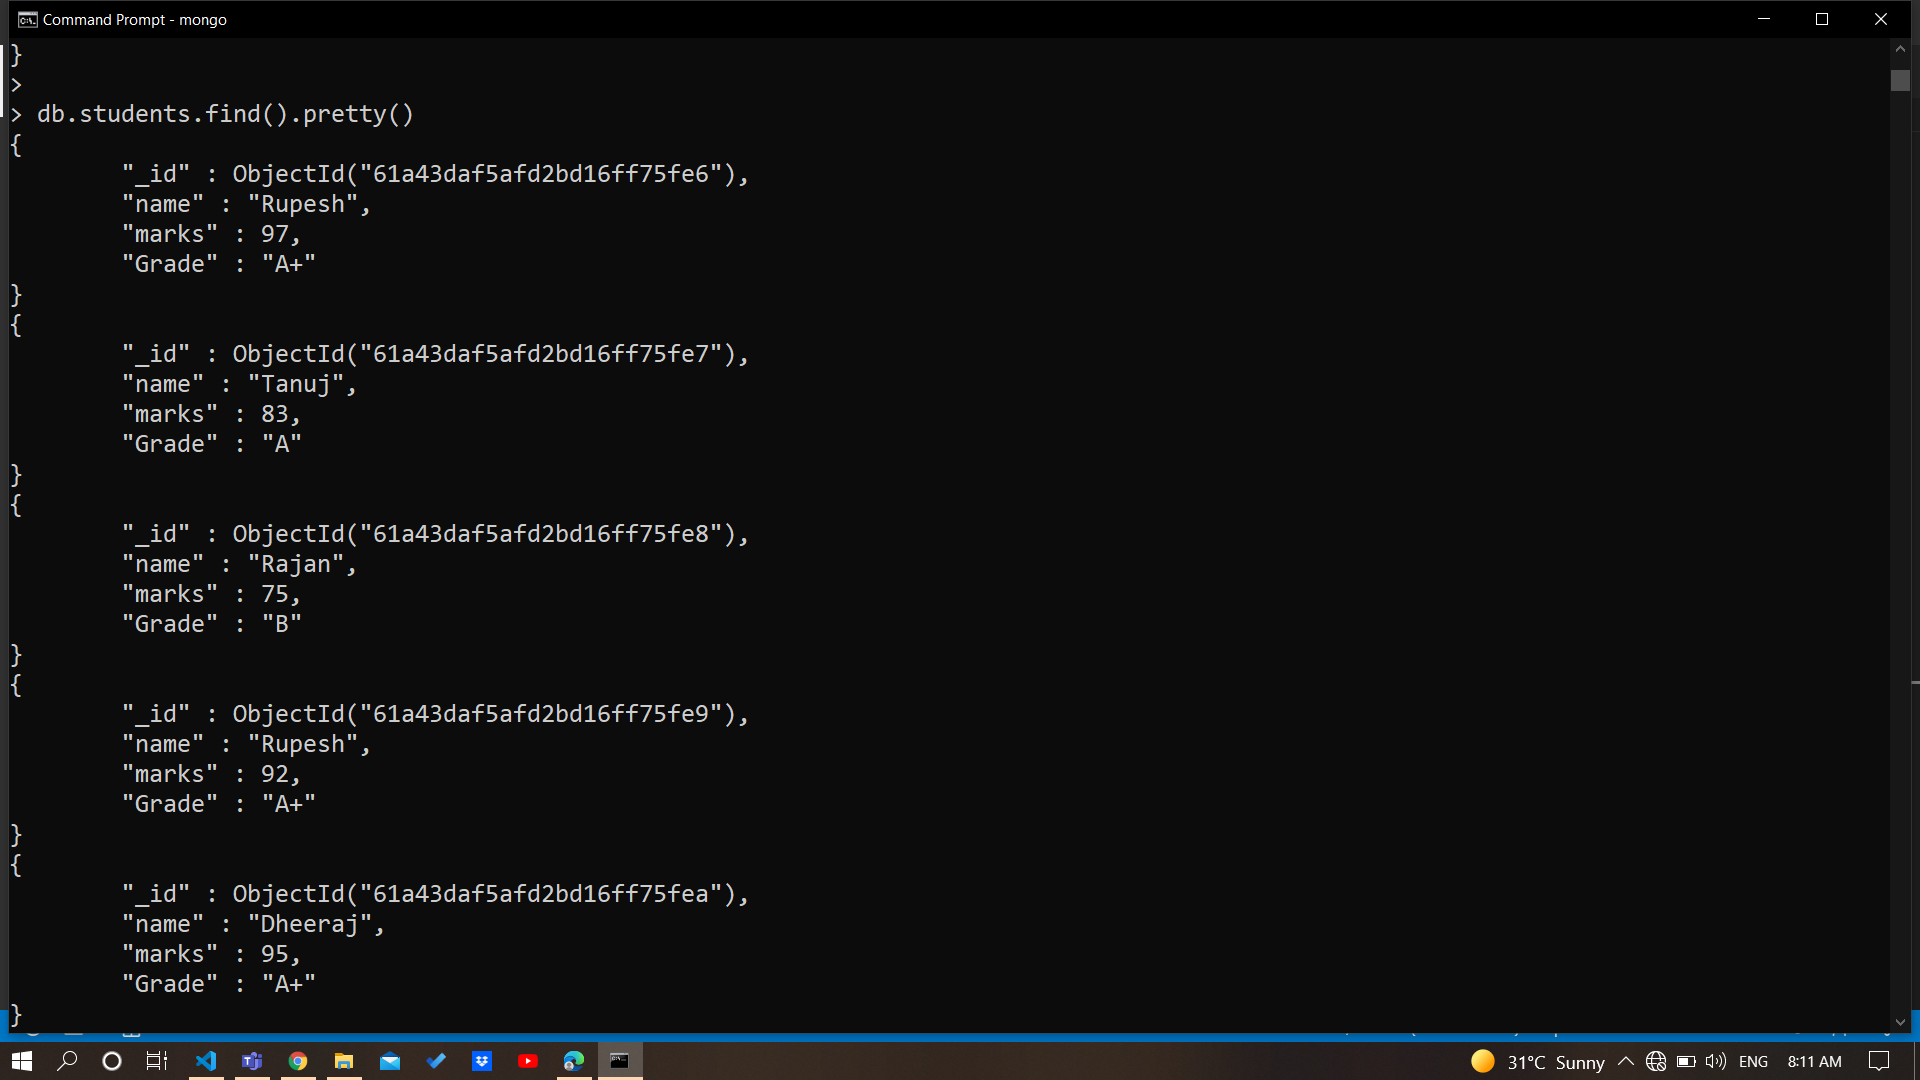 Command Prompt - mongo
}
>
> db.students.find().pretty()
{
"_id" : ObjectId("61a43daf5afd2bd16ff75fe6"),
"name" : "Rupesh",
"marks" : 97,
"Grade" : "A+"
}
{
"_id" : ObjectId("61a43daf5afd2bd16ff75fe7"),
"name" : "Tanuj",
"marks" : 83,
"Grade" : "A"
}
{
"_id" : ObjectId("61a43daf5afd2bd16ff75fe8"),
"name" : "Rajan",
"marks" : 75,
"Grade" : "B"
}
{
"_id" : ObjectId("61a43daf5afd2bd16ff75fe9"),
"name" : "Rupesh",
"marks" : 92,
"Grade" : "A+"
}
{
"_id" : ObjectId("61a43daf5afd2bd16ff75fea"),
"name" : "Dheeraj",
"marks" : 95,
"Grade" : "A+"
}
31°C Sunny ENG 8:11 AM